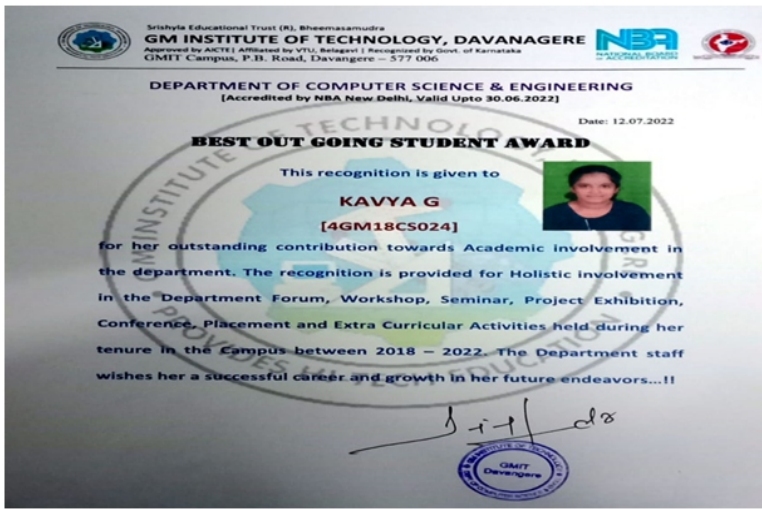 Srishyla Educational Trust (R), Bheemasamudra
GM INSTITUTE OF TECHNOLOGY, DAVANAGERE
Approved by AICTE | Affiliated by VTU, Belagavi | Recognized by Govt. of Karnataka
GMIT Campus, P.B. Road, Davangere – 577 006
NBA
NATIONAL BOARD
of ACCREDITATION
DEPARTMENT OF COMPUTER SCIENCE & ENGINEERING
[Accredited by NBA New Delhi, Valid Upto 30.06.2022]
Date: 12.07.2022
BEST OUT GOING STUDENT AWARD
This recognition is given to
KAVYA G
[4GM18CS024]
for her outstanding contribution towards Academic involvement in
the department. The recognition is provided for Holistic involvement
in the Department Forum, Workshop, Seminar, Project Exhibition,
Conference, Placement and Extra Curricular Activities held during her
tenure in the Campus between 2018 – 2022. The Department staff
wishes her a successful career and growth in her future endeavors...!!
GMIT
Davangere